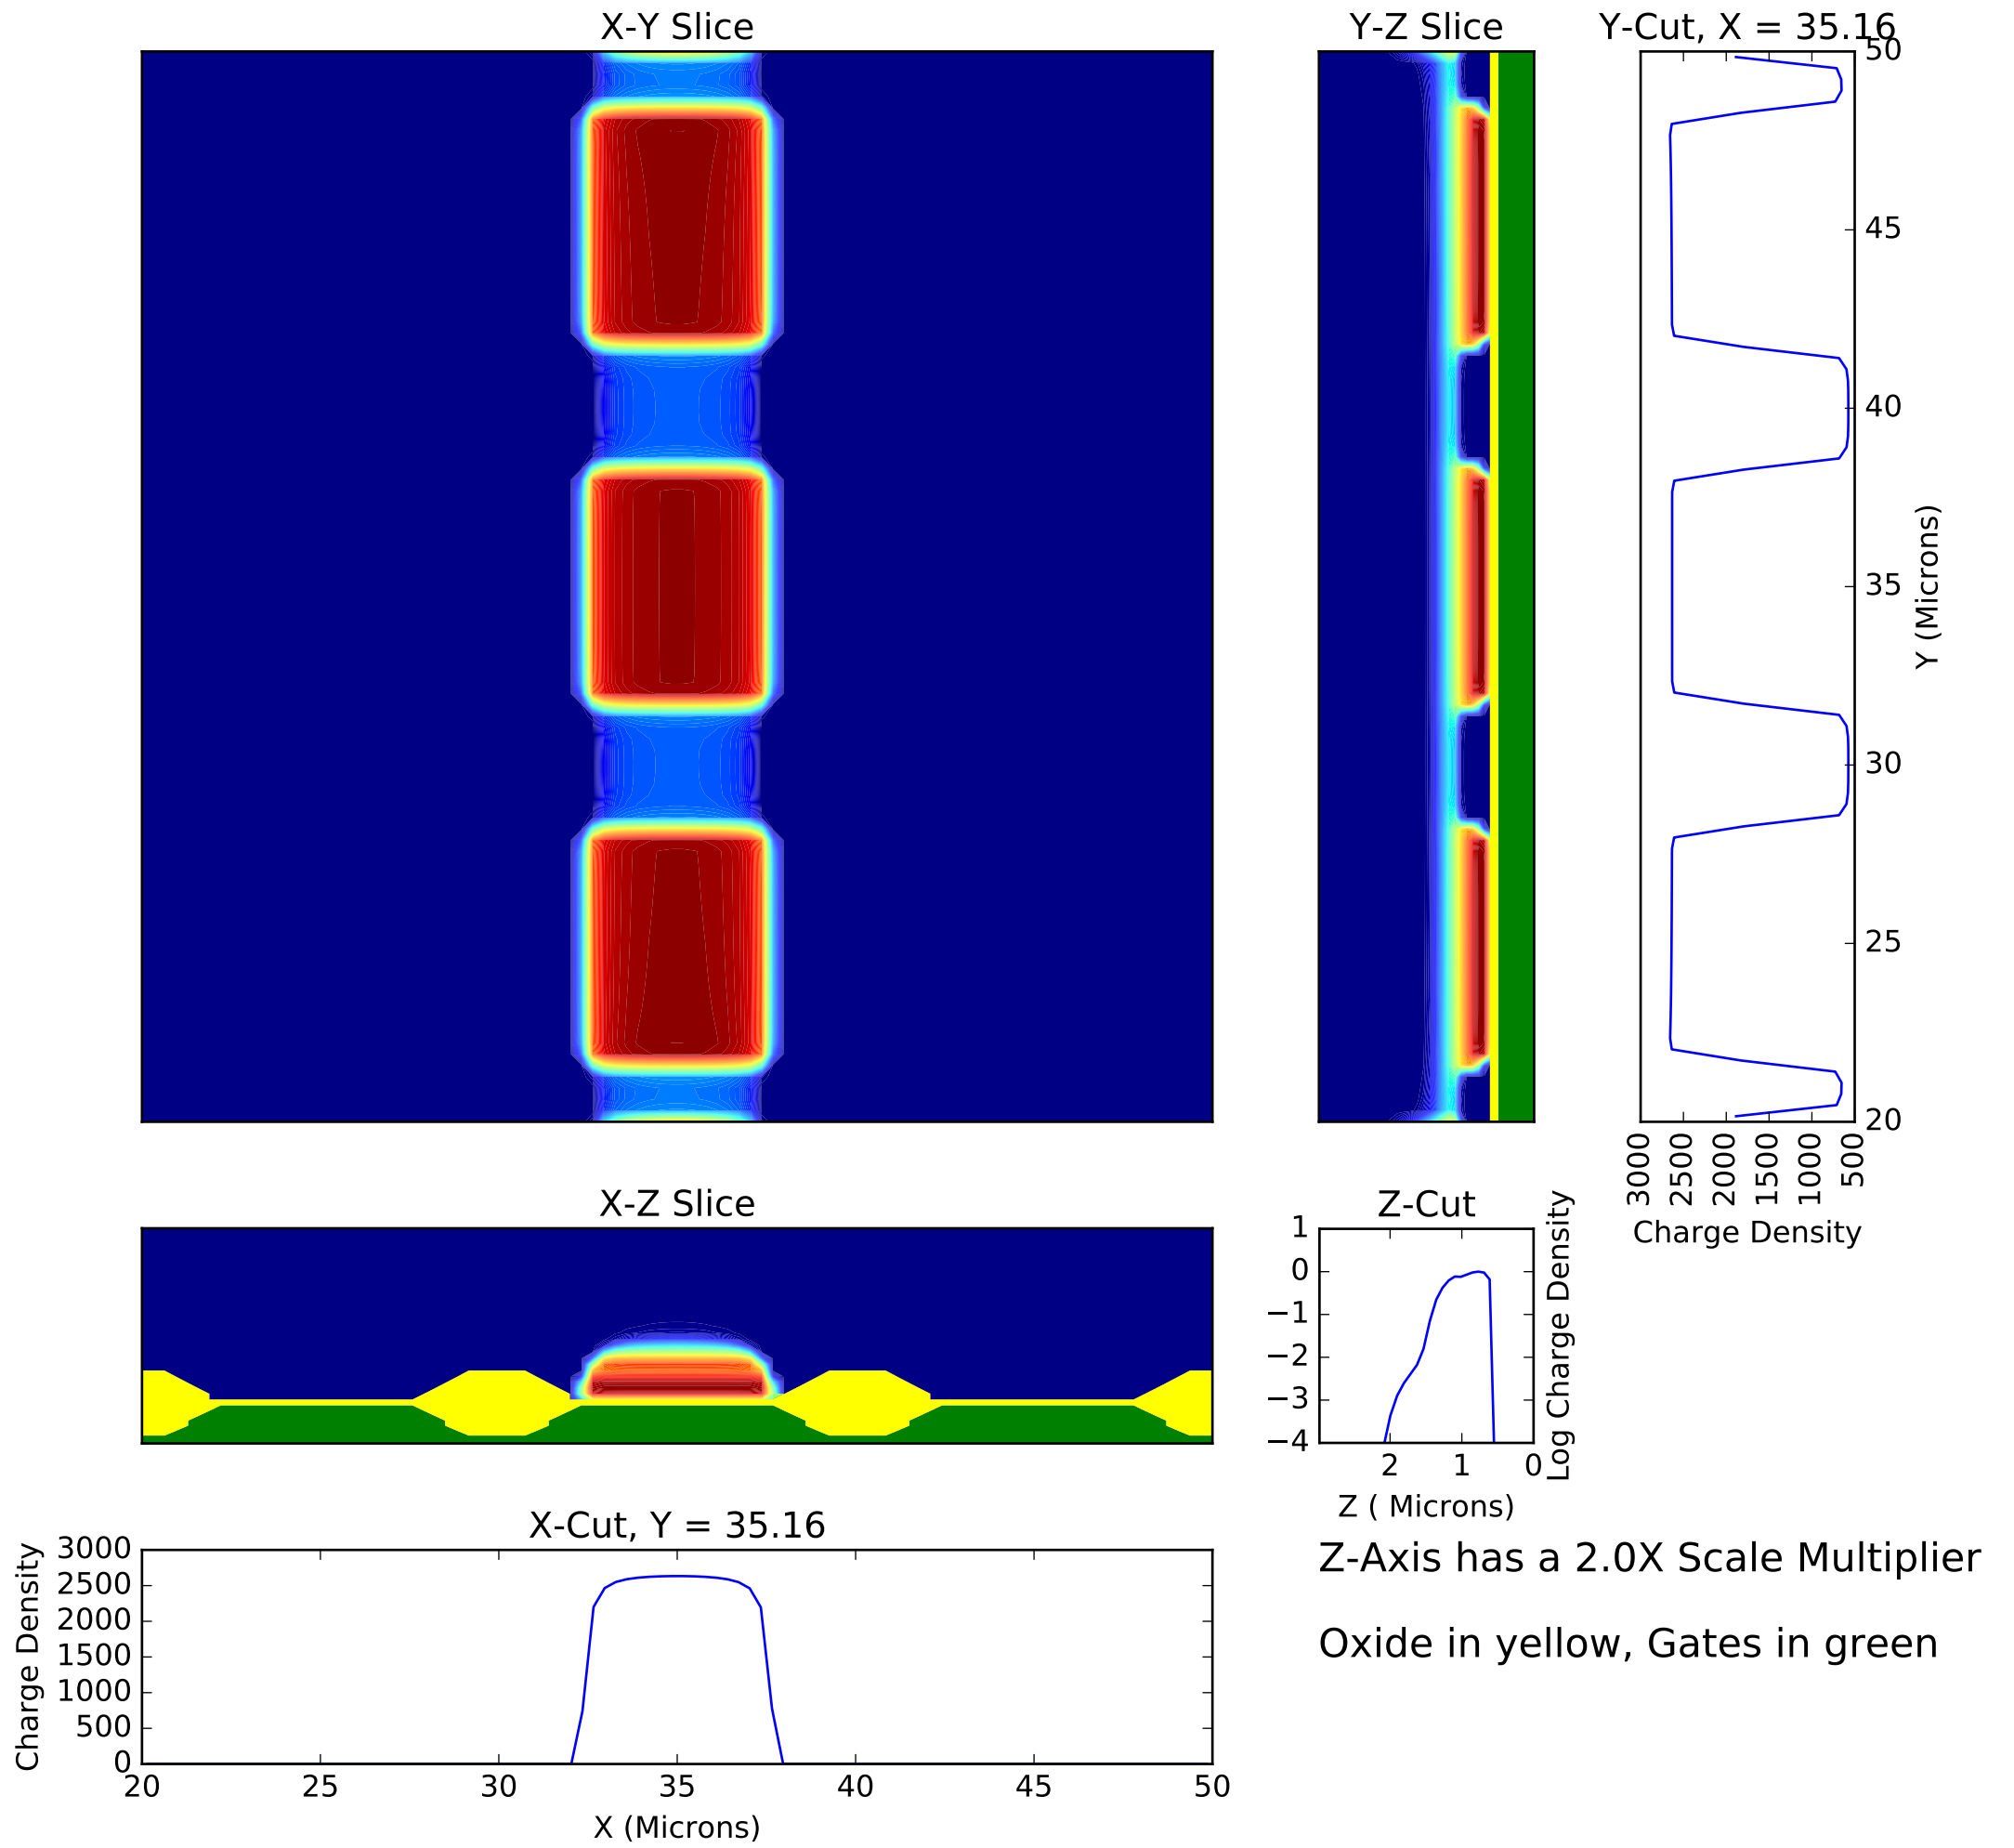 X-Y Slice
Y-Z Slice
Y-Cut, X = 35.16
50
45
40
35
30
25
20
Y (Microns)
3000
2500
2000
1500
1000
500
Charge Density
X-Z Slice
Z-Cut
1
0
−1
−2
−3
−4
Log Charge Density
2
1
0
Z ( Microns)
X-Cut, Y = 35.16
3000
2500
2000
1500
1000
500
0
Charge Density
20
25
30
35
40
45
50
X (Microns)
Z-Axis has a 2.0X Scale Multiplier
Oxide in yellow, Gates in green